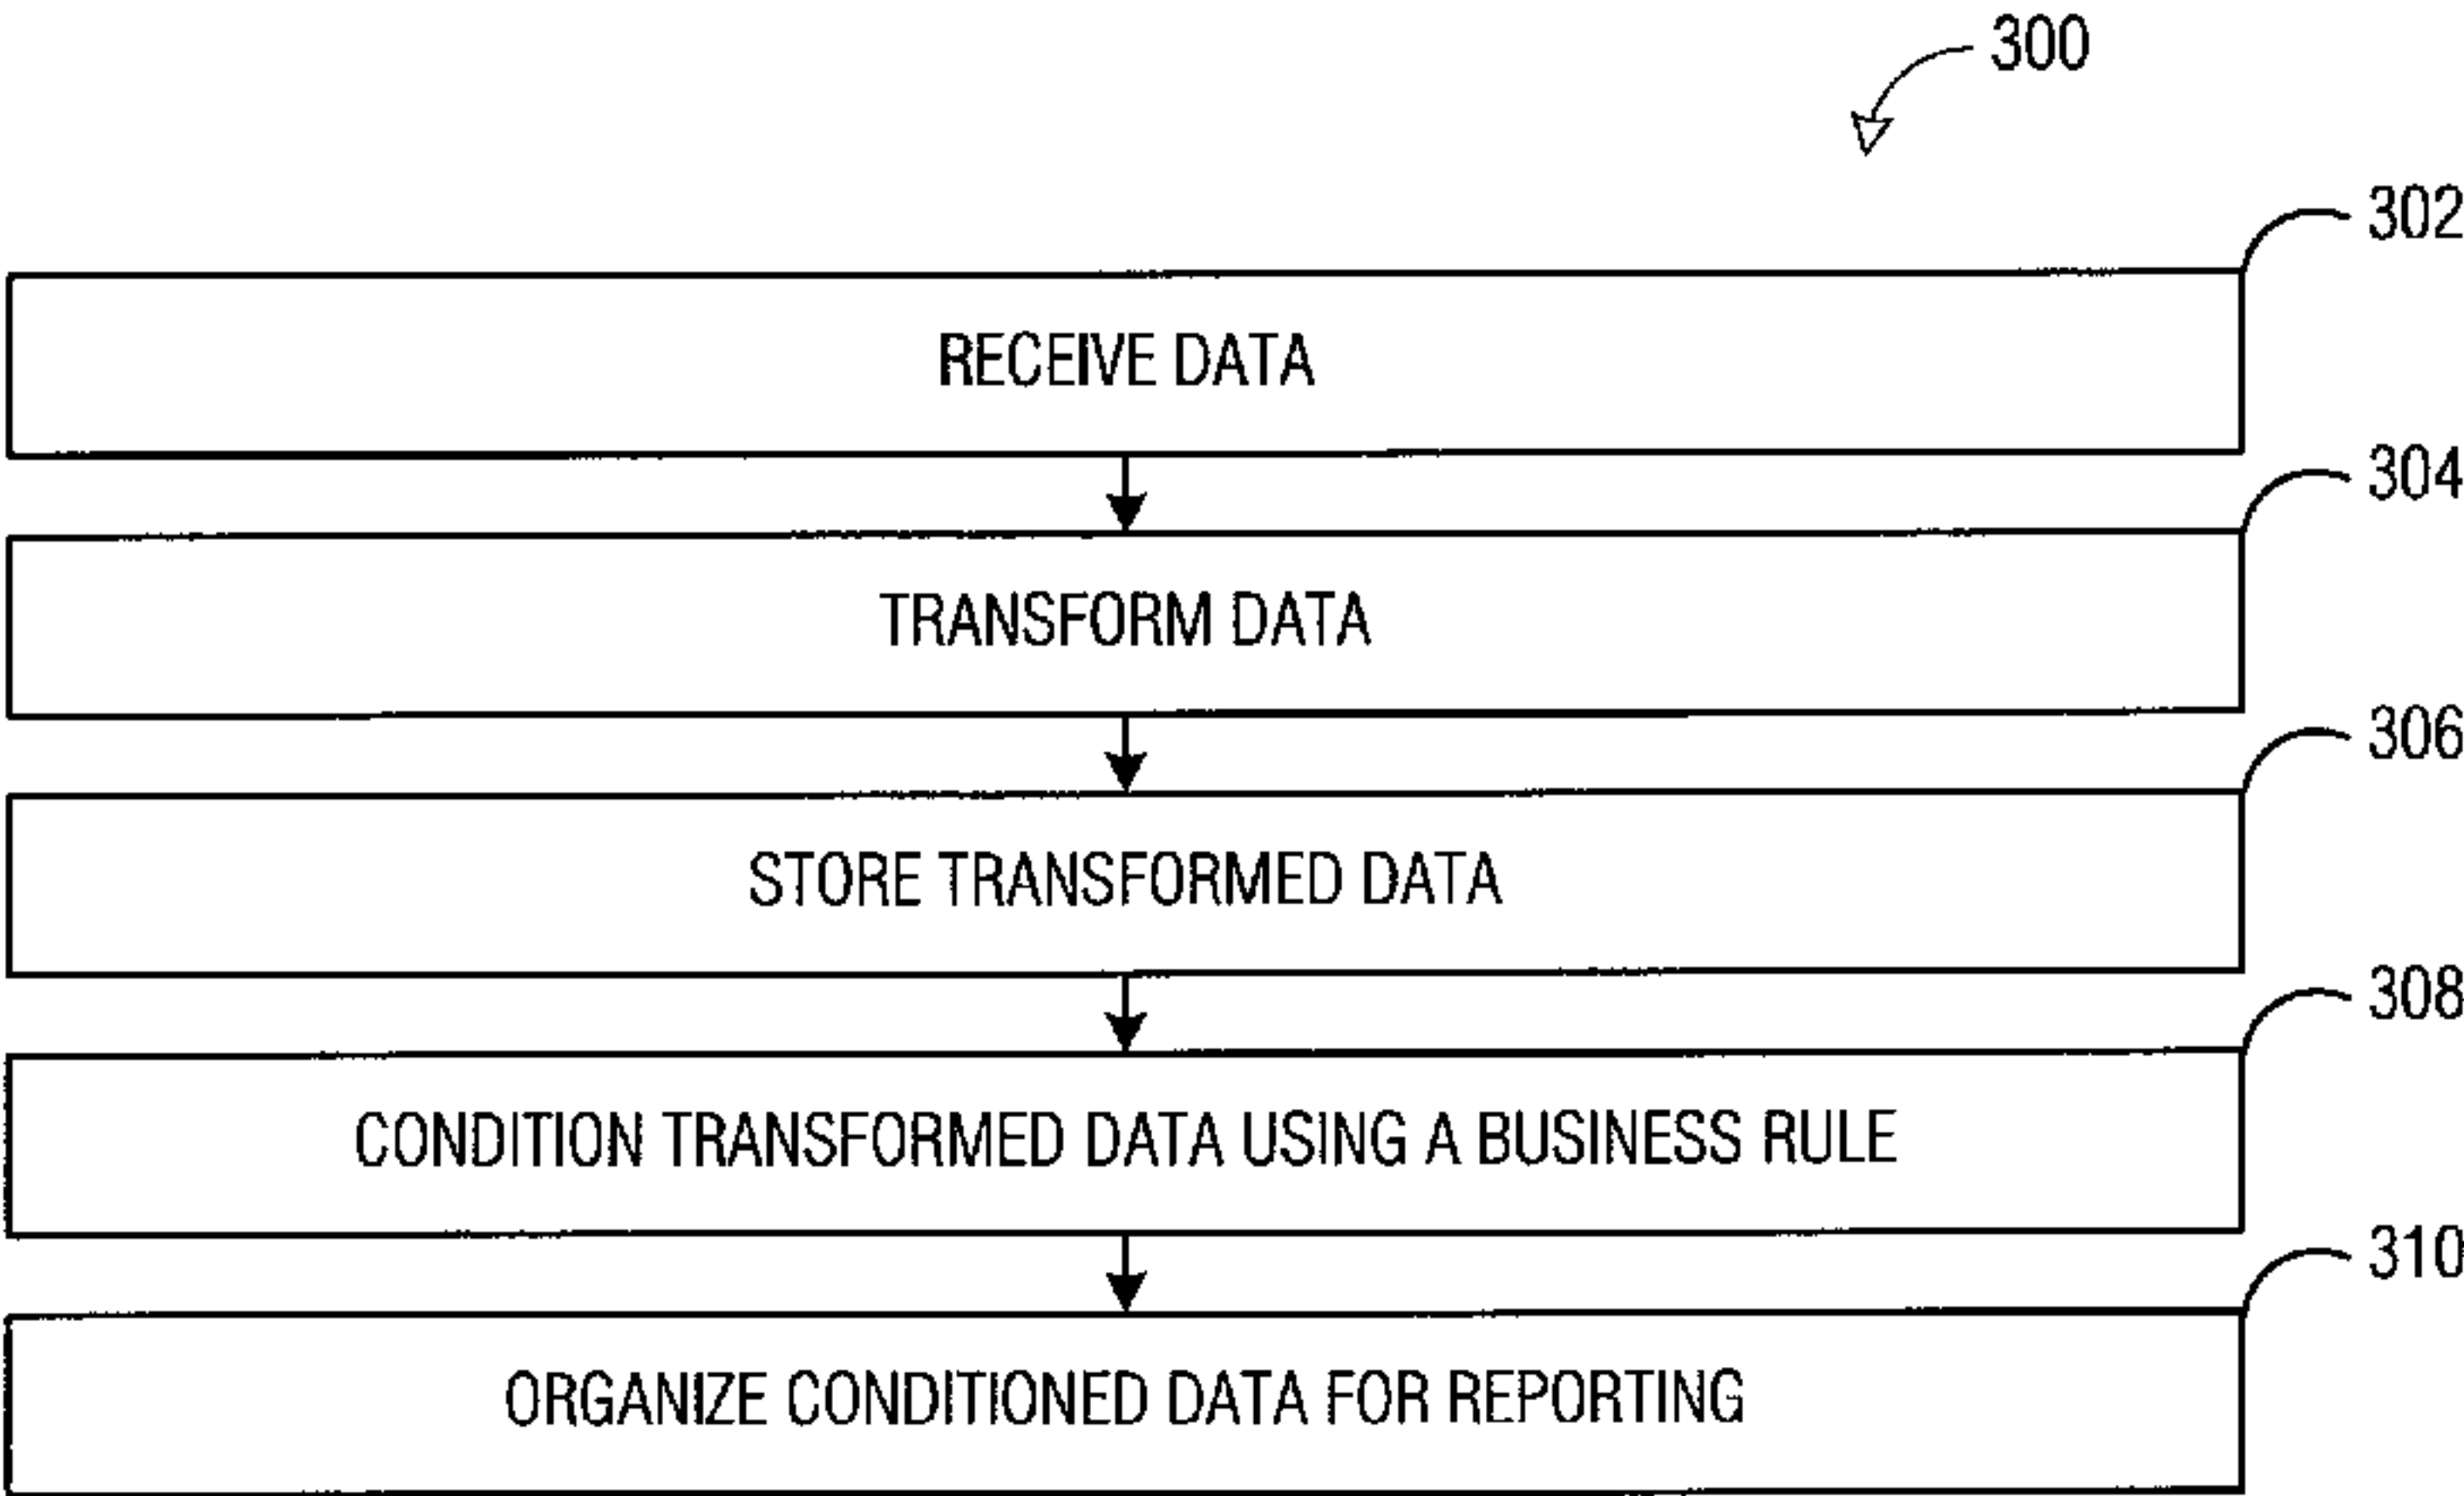 300
302
RECEIVE DATA
304
TRANSFORM DATA
306
STORE TRANSFORMED DATA
308
CONDITION TRANSFORMED DATA USING A BUSINESS RULE
310
ORGANIZE CONDITIONED DATA FOR REPORTING